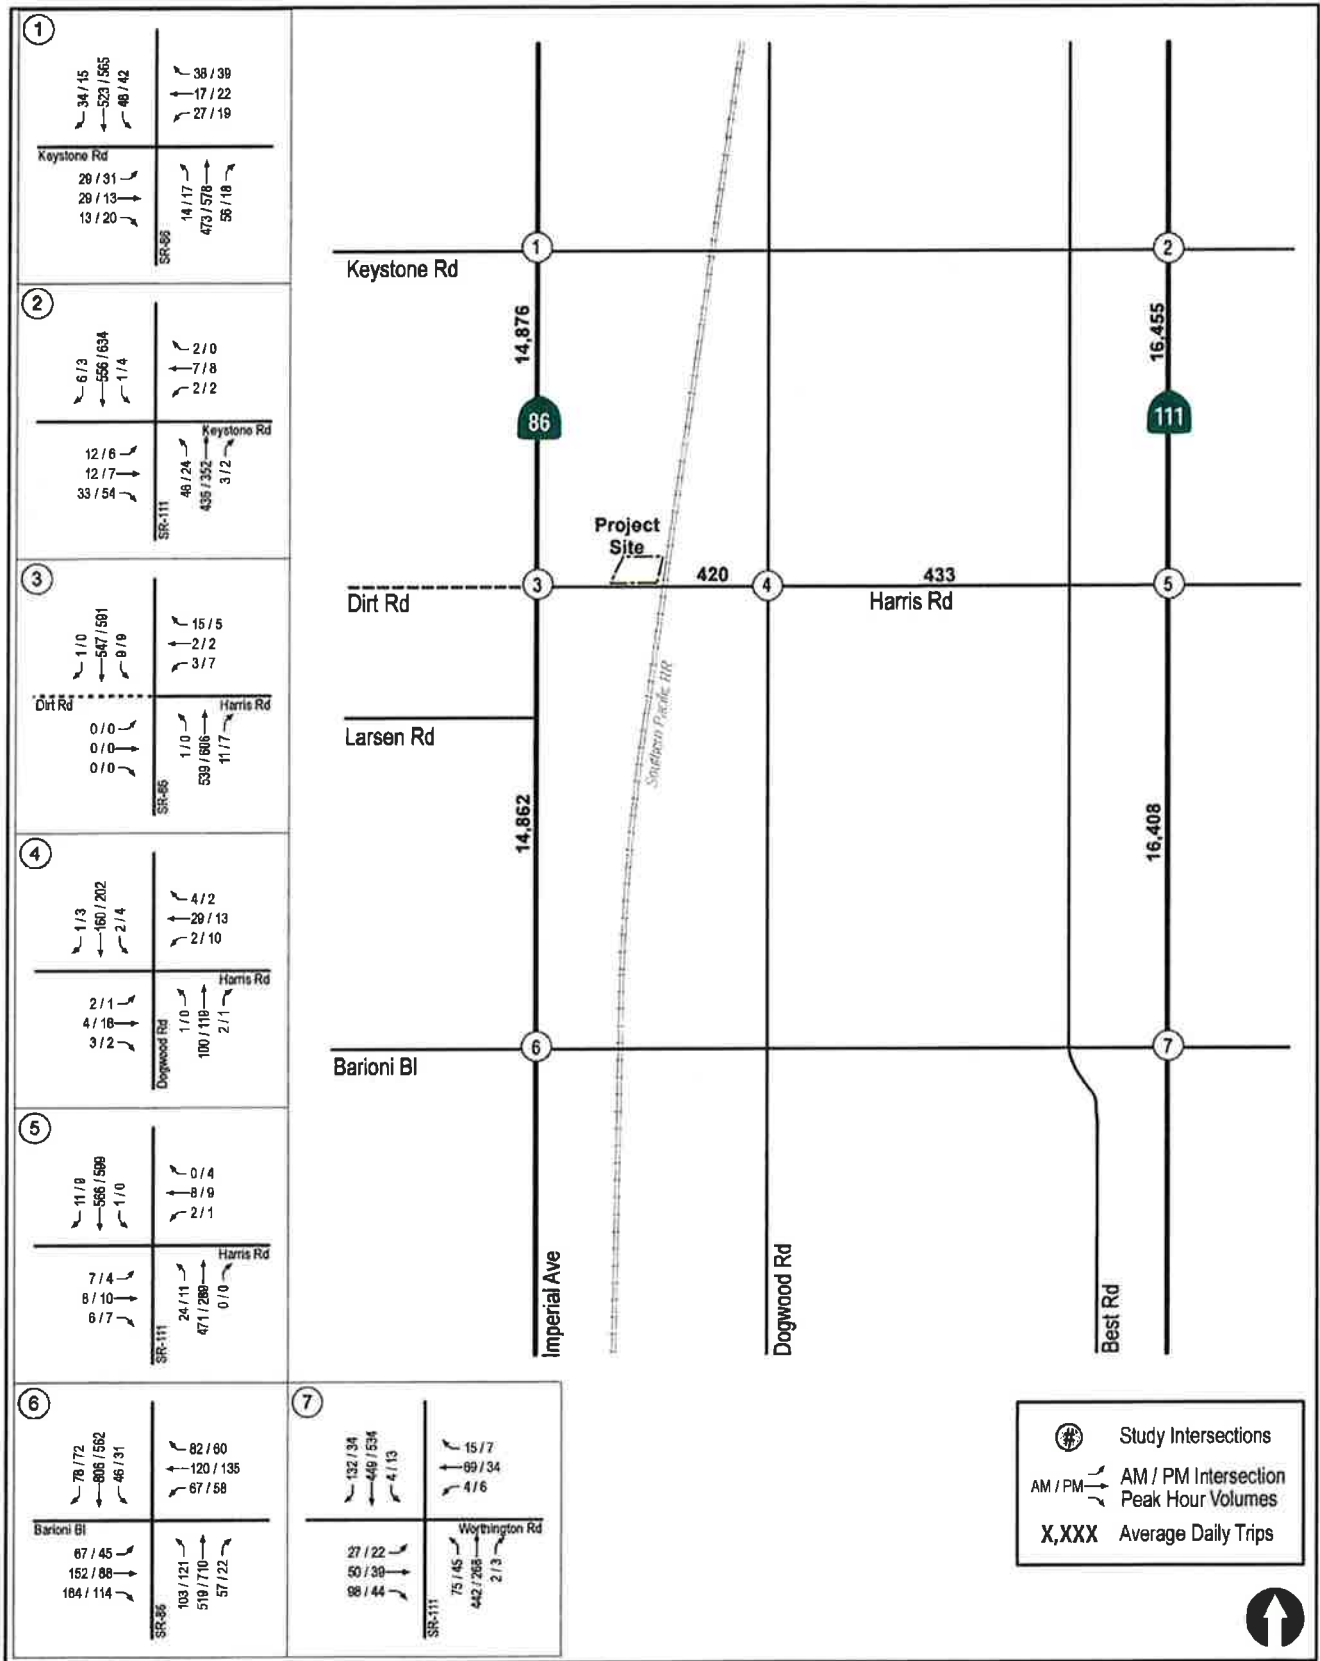 1
34 / 15
523 / 565
48 / 42
38 / 39
17 / 22
27 / 19
Keystone Rd
29 / 31
29 / 13
13 / 20
14 / 17
473 / 578
56 / 18
SR-86
2
6 / 3
556 / 634
1 / 4
2 / 0
7 / 8
2 / 2
Keystone Rd
12 / 6
12 / 7
33 / 54
48 / 24
436 / 352
3 / 2
SR-111
3
1 / 0
547 / 591
9 / 9
15 / 5
2 / 2
3 / 7
Dirt Rd
Harris Rd
0 / 0
0 / 0
0 / 0
1 / 0
539 / 606
11 / 7
SR-86
4
1 / 3
160 / 202
2 / 4
4 / 2
29 / 13
2 / 10
Harris Rd
2 / 1
4 / 18
3 / 2
1 / 0
100 / 119
2 / 1
Dogwood Rd
5
11 / 9
566 / 599
1 / 0
0 / 4
8 / 9
2 / 1
Harris Rd
7 / 4
8 / 10
6 / 7
24 / 11
471 / 289
0 / 0
SR-111
6
78 / 72
606 / 562
46 / 31
82 / 60
120 / 135
67 / 58
Barioni Bl
67 / 45
152 / 88
184 / 114
103 / 121
519 / 710
57 / 22
SR-86
7
132 / 34
449 / 534
4 / 13
15 / 7
69 / 34
4 / 6
Worthington Rd
27 / 22
50 / 39
98 / 44
75 / 45
442 / 268
2 / 3
SR-111
1
2
Keystone Rd
14,876
16,455
86
111
Project
Site
3
420
4
433
5
Dirt Rd
Harris Rd
Southern Pacific RR
Larsen Rd
14,862
16,408
6
7
Barioni Bl
Imperial Ave
Dogwood Rd
Best Rd
# Study Intersections
AM / PM AM / PM Intersection
Peak Hour Volumes
X,XXX Average Daily Trips